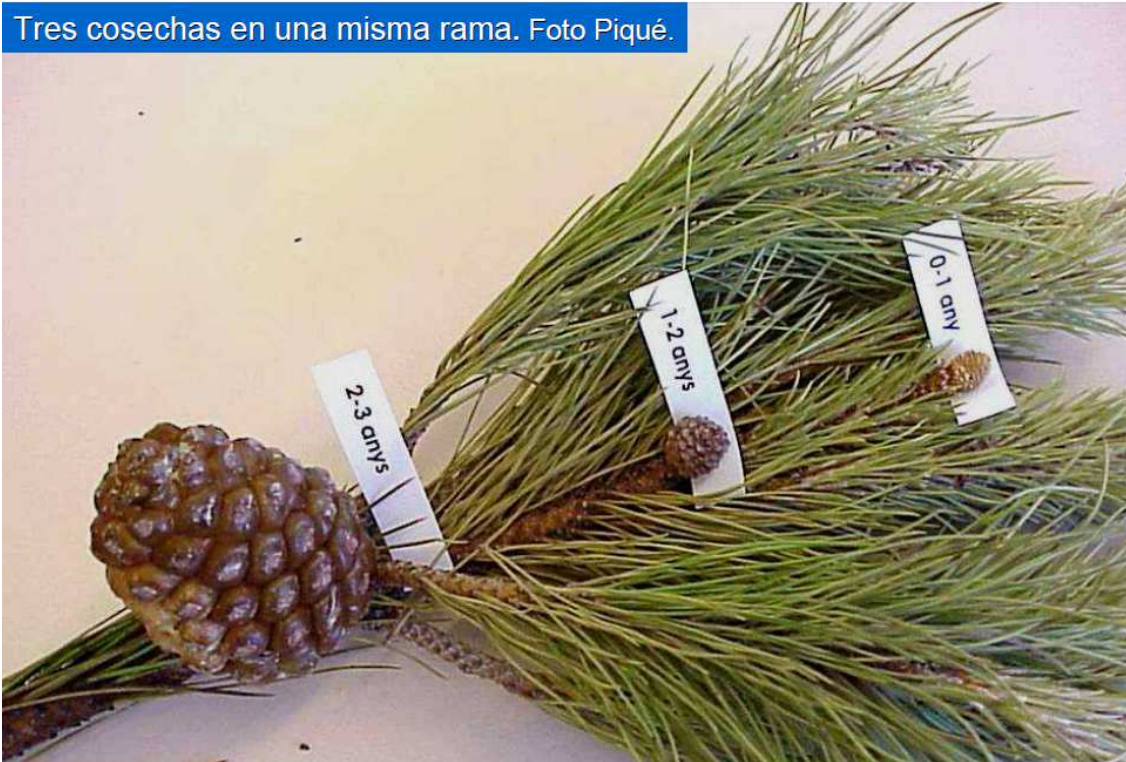 Tres cosechas en una misma rama. Foto Piqué.
0-1 any
1-2 anys
2-3 anys